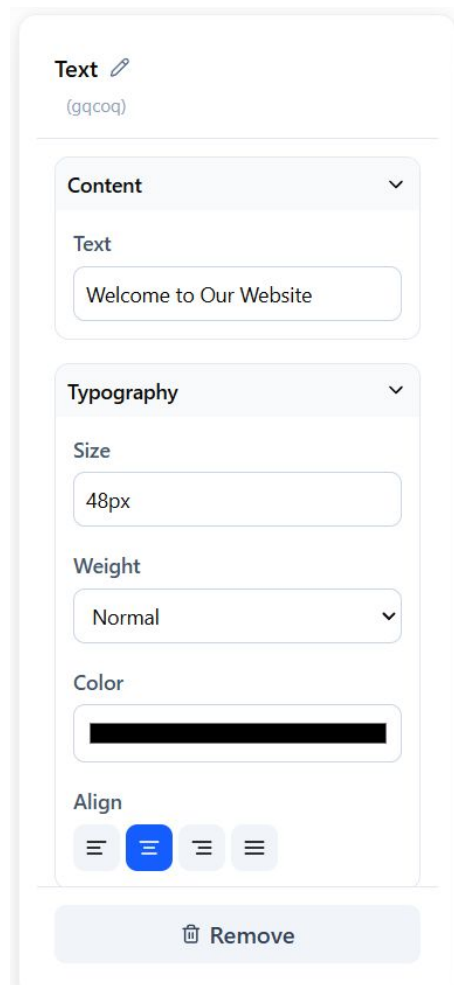 Text
(gqcoq)
Content
Text
Welcome to Our Website
Typography
Size
48px
Weight
Normal
Color
Align
Remove